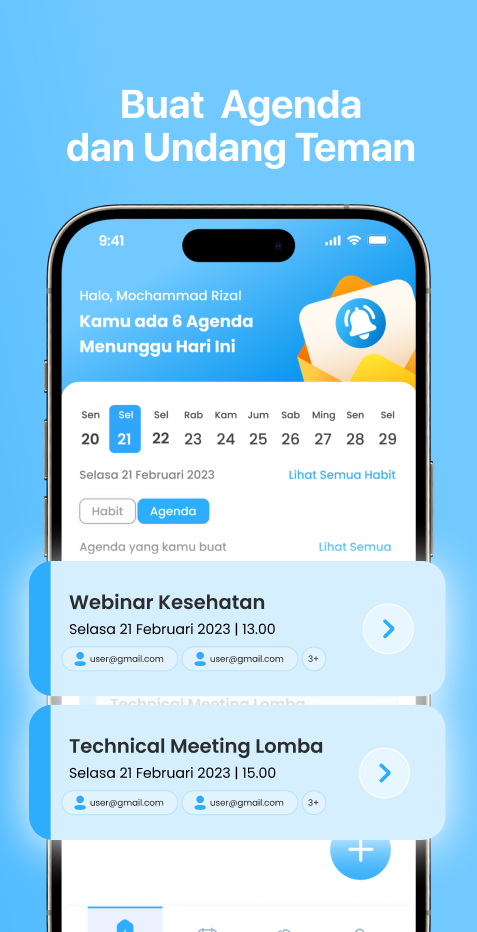 Buat Agenda
dan Undang Teman
9:41
Halo, Mochammad Rizal
Kamu ada 6 Agenda
Menunggu Hari Ini
Sen Sel Sel Rab Kam Jum Sab Ming Sen Sel
20 21 22 23 24 25 26 27 28 29
Selasa 21 Februari 2023 Lihat Semua Habit
Habit Agenda
Agenda yang kamu buat Lihat Semua
Webinar Kesehatan
Selasa 21 Februari 2023 | 13.00
user@gmail.com user@gmail.com 3+
Technical Meeting Lomba
Technical Meeting Lomba
Selasa 21 Februari 2023 | 15.00
user@gmail.com user@gmail.com 3+